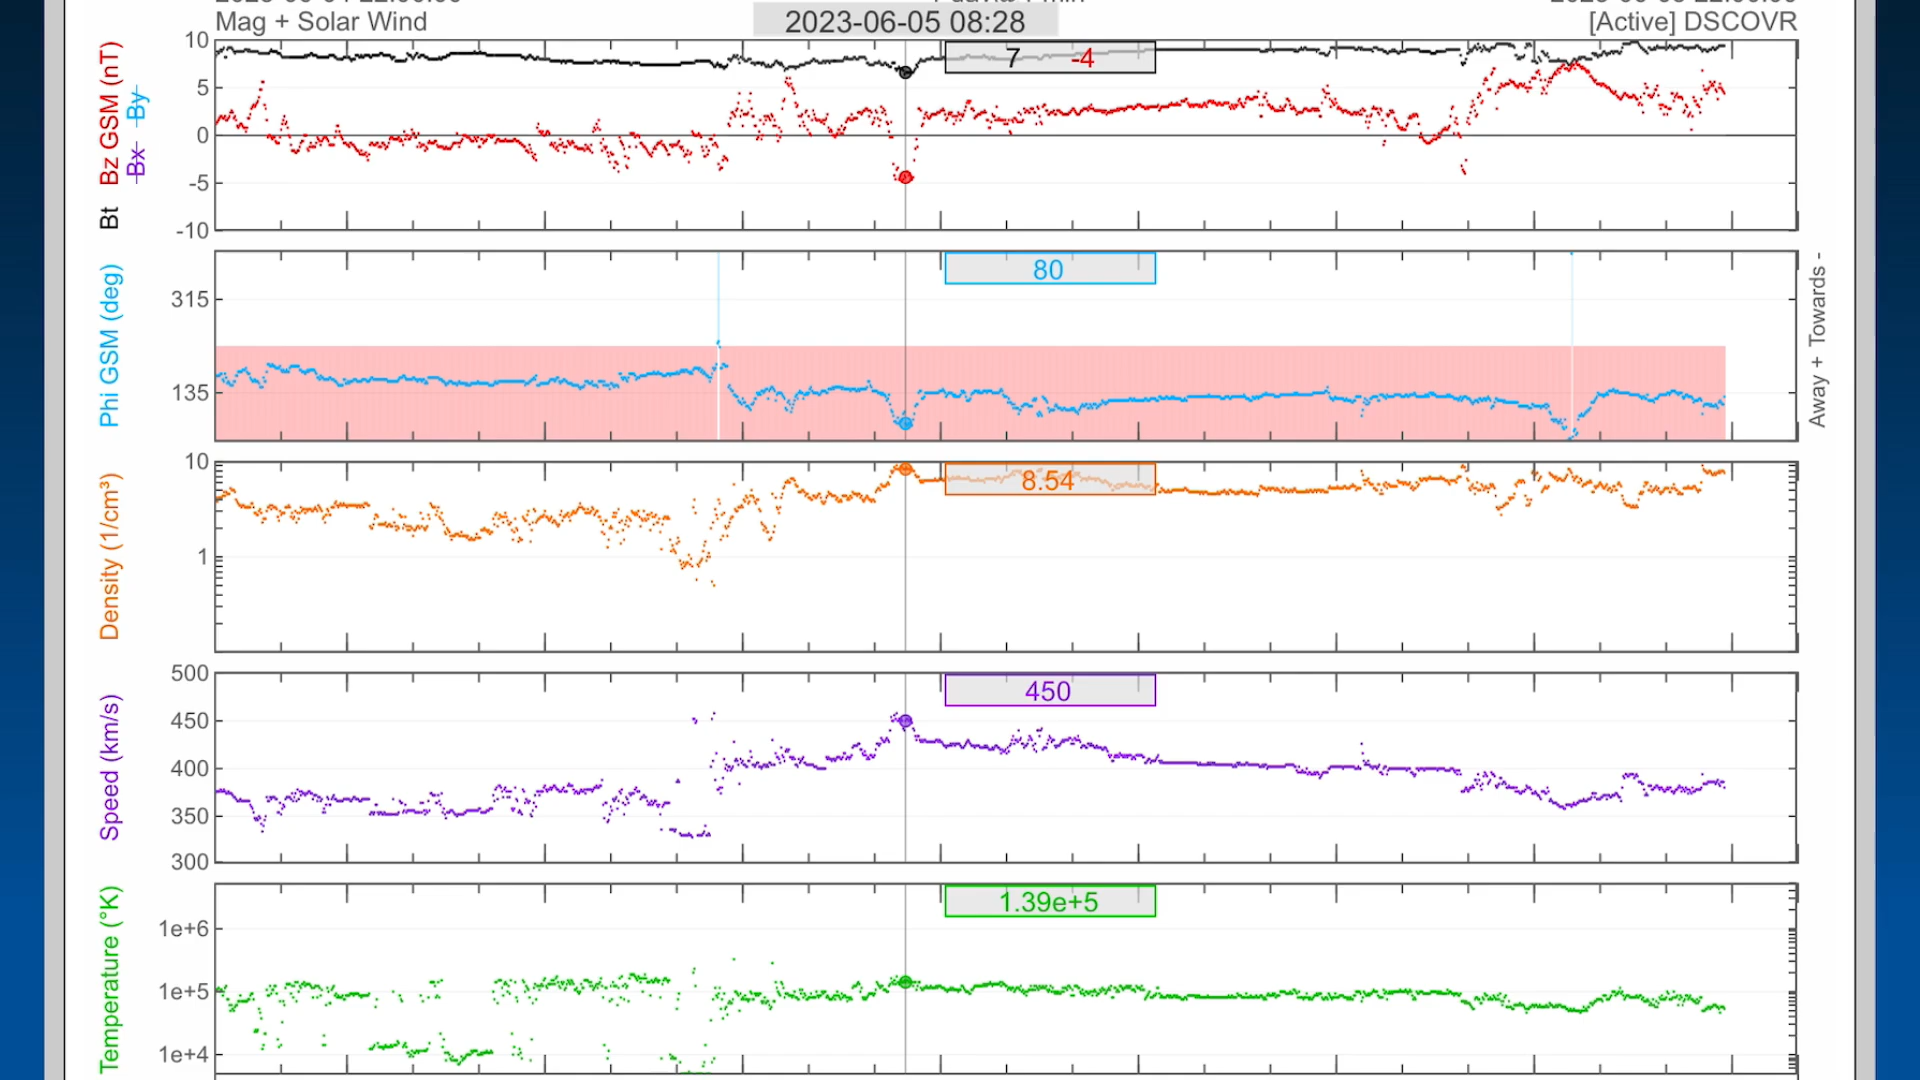 Mag + Solar Wind
2023-06-05 08:28
[Active] DSCOVR
Bt Bz GSM (nT)
Bx By
10
5
0
-5
-10
7 -4
Phi GSM (deg)
315
135
80
Away + Towards -
Density (1/cm³)
10
1
8.54
Speed (km/s)
500
450
400
350
300
450
Temperature (°K)
1e+6
1e+5
1e+4
1.39e+5